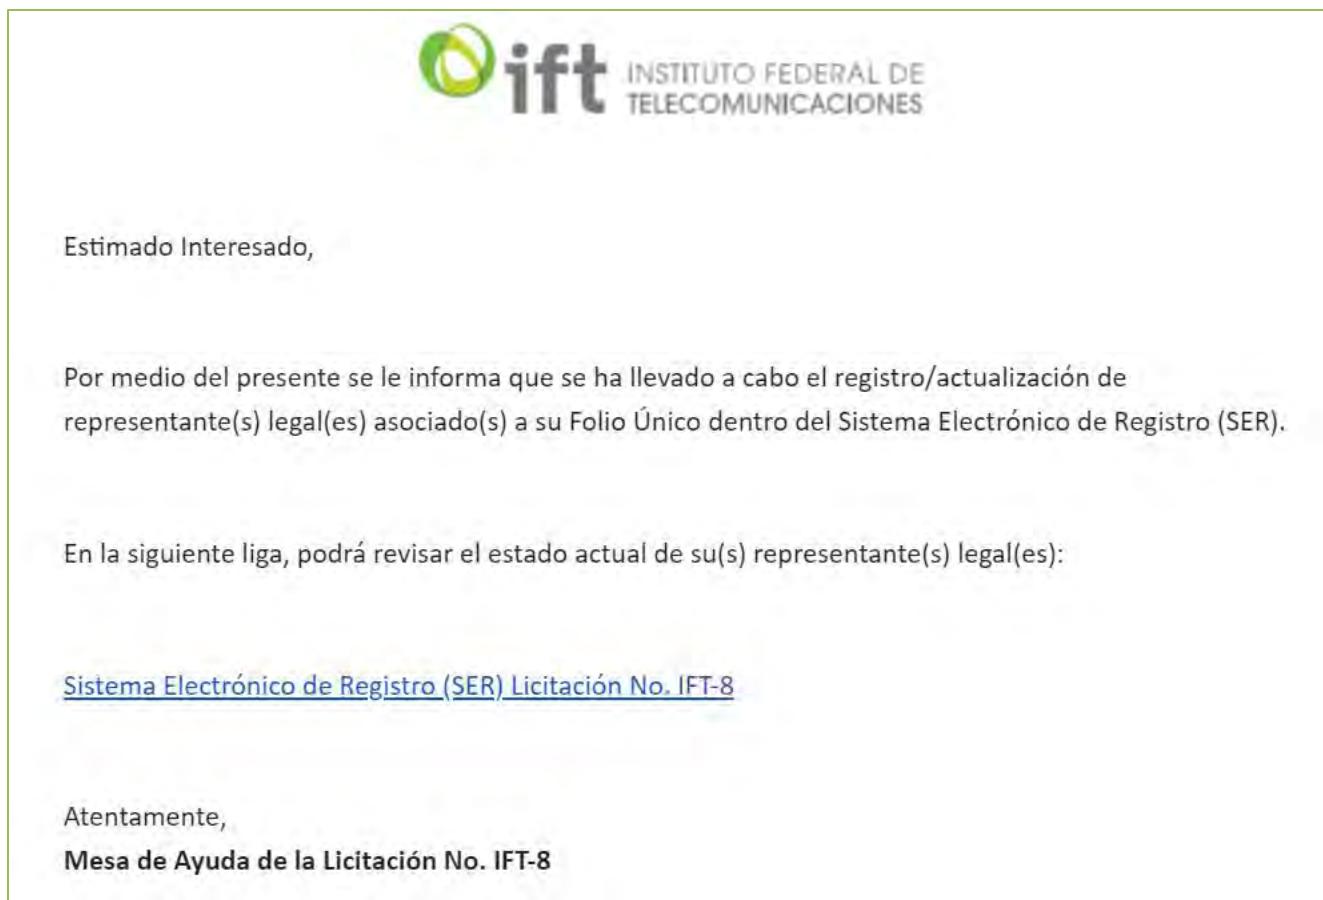 ift INSTITUTO FEDERAL DE
TELECOMUNICACIONES
Estimado Interesado,
Por medio del presente se le informa que se ha llevado a cabo el registro/actualización de
representante(s) legal(es) asociado(s) a su Folio Único dentro del Sistema Electrónico de Registro (SER).
En la siguiente liga, podrá revisar el estado actual de su(s) representante(s) legal(es):
Sistema Electrónico de Registro (SER) Licitación No. IFT-8
Atentamente,
Mesa de Ayuda de la Licitación No. IFT-8